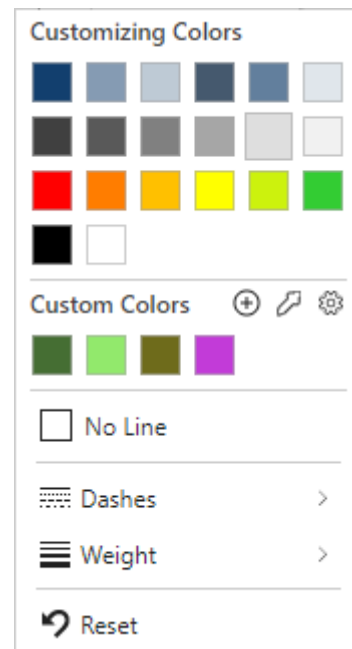 Customizing Colors
Custom Colors
No Line
Dashes
Weight
Reset